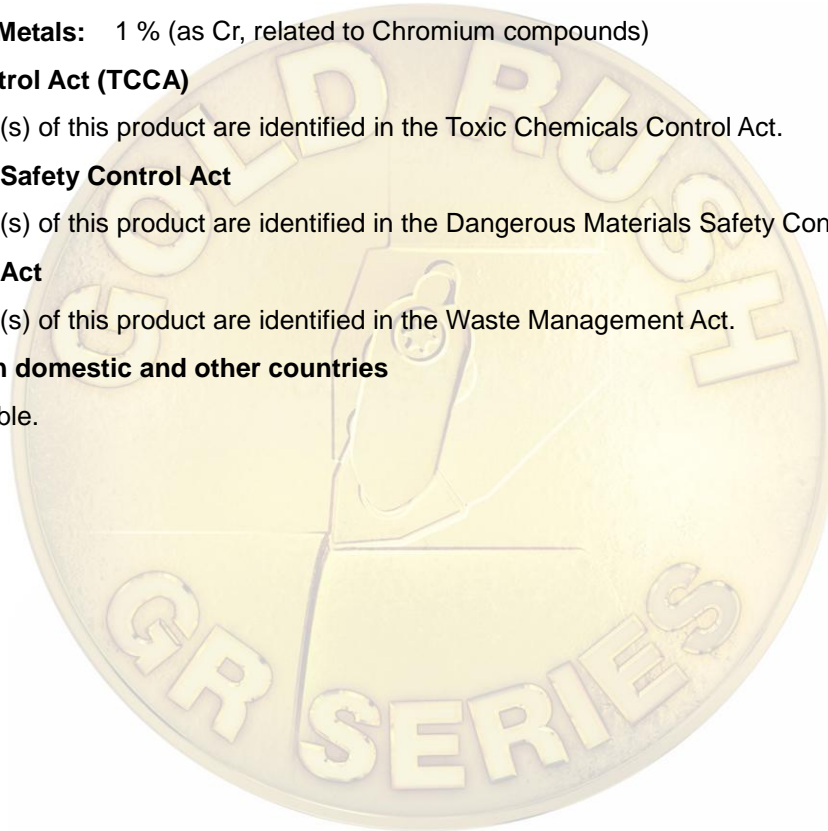 Metals: 1 % (as Cr, related to Chromium compounds)
trol Act (TCCA)
(s) of this product are identified in the Toxic Chemicals Control Act.
Safety Control Act
(s) of this product are identified in the Dangerous Materials Safety Con
Act
(s) of this product are identified in the Waste Management Act.
n domestic and other countries
ble.
GOLD RUSH
GR SERIES